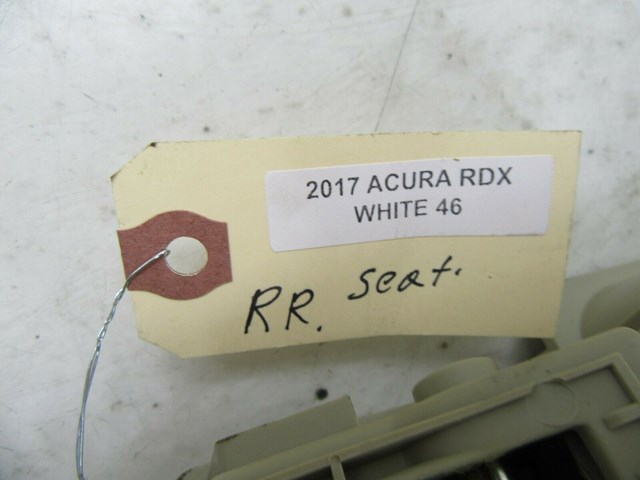 2017 ACURA RDX
WHITE 46
RR. seat.